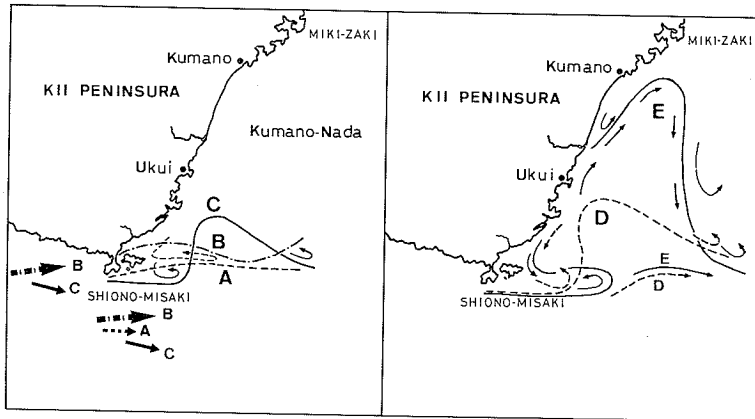 MIKI-ZAKI
Kumano
KII PENINSURA
Kumano-Nada
Ukui
C
B
A
B
C
SHIONO-MISAKI
B
A
C
MIKI-ZAKI
Kumano
KII PENINSURA
E
Ukui
D
E
D
SHIONO-MISAKI